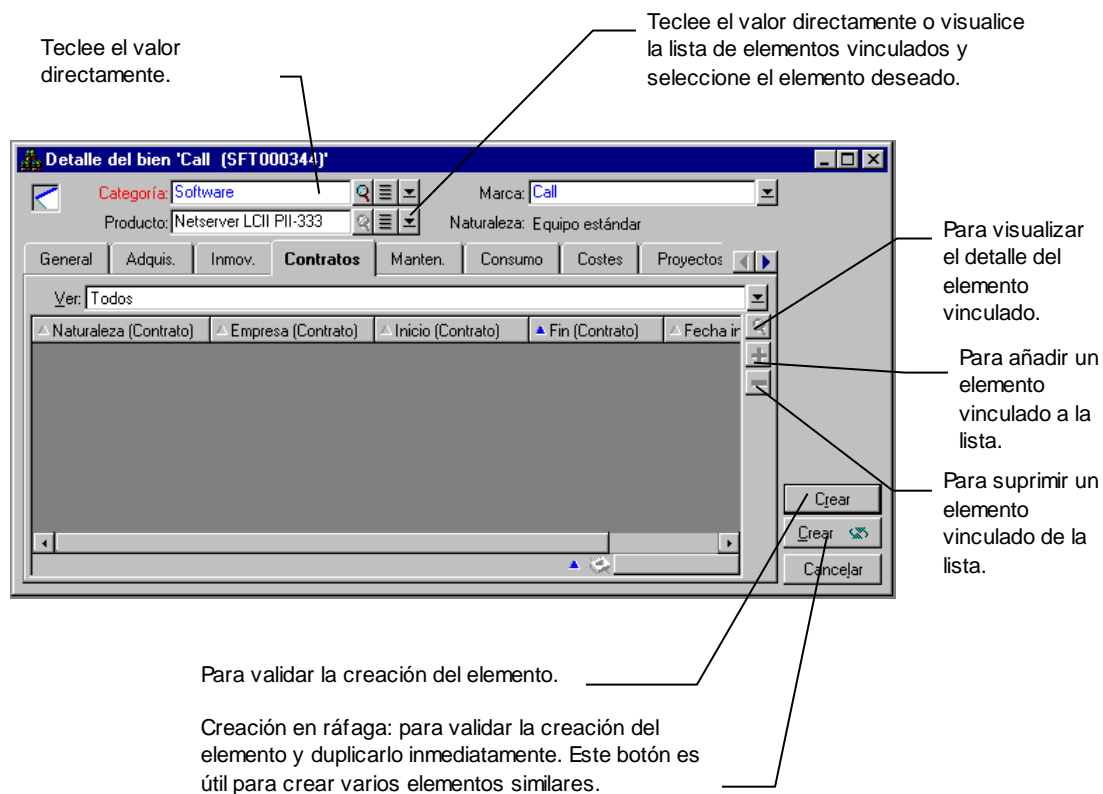 Teclee el valor
directamente.
Teclee el valor directamente o visualice
la lista de elementos vinculados y
seleccione el elemento deseado.
Detalle del bien 'Call (SFT000344)'
Categoría: Software
Marca: Call
Producto: Netserver LCII PII-333
Naturaleza: Equipo estándar
General Adquis. Inmov. Contratos Manten. Consumo Costes Proyectos
Ver: Todos
Naturaleza (Contrato) Empresa (Contrato) Inicio (Contrato) Fin (Contrato) Fecha in
Crear
Crear
Cancelar
Para visualizar
el detalle del
elemento
vinculado.
Para añadir un
elemento
vinculado a la
lista.
Para suprimir un
elemento
vinculado de la
lista.
Para validar la creación del elemento.
Creación en ráfaga: para validar la creación del
elemento y duplicarlo inmediatamente. Este botón es
útil para crear varios elementos similares.